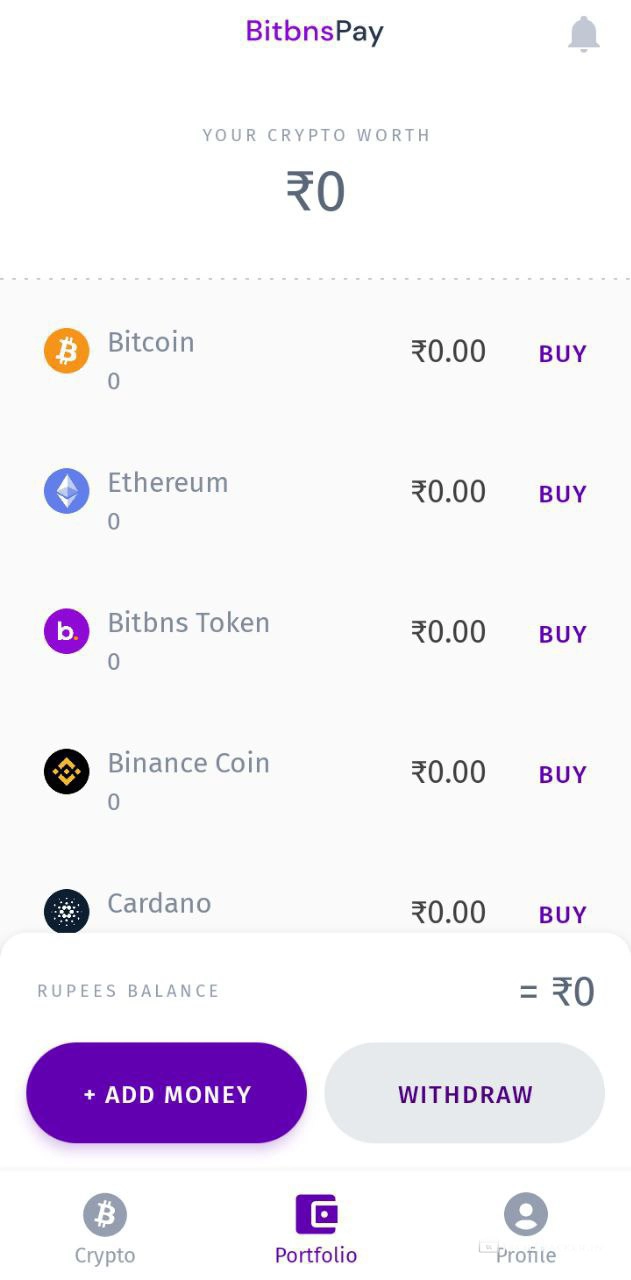 BitbnsPay
YOUR CRYPTO WORTH
₹0
Bitcoin ₹0.00 BUY
0
Ethereum ₹0.00 BUY
0
Bitbns Token ₹0.00 BUY
0
Binance Coin ₹0.00 BUY
0
Cardano ₹0.00 BUY
RUPEES BALANCE = ₹0
+ ADD MONEY WITHDRAW
Crypto Portfolio Profile